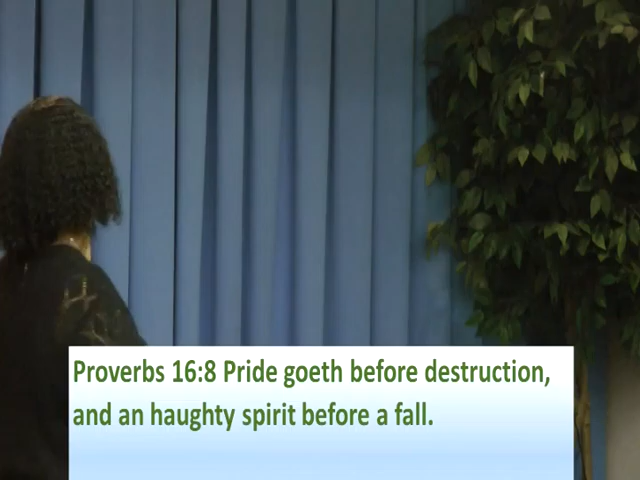 Proverbs 16:8 Pride goeth before destruction,
and an haughty spirit before a fall.